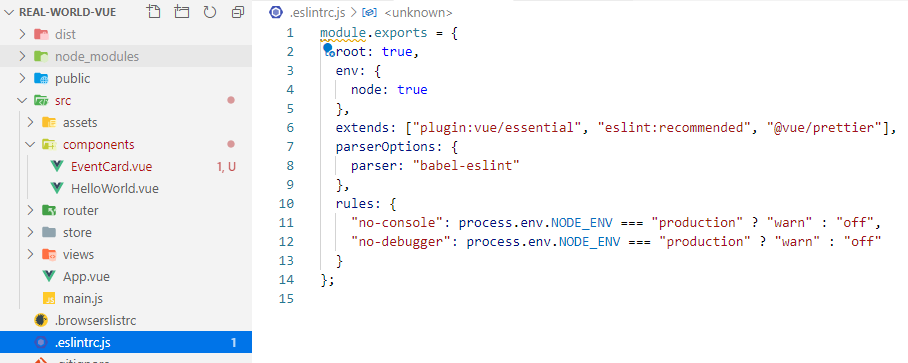 REAL-WORLD-VUE
dist
node_modules
public
src
assets
components
EventCard.vue 1, U
HelloWorld.vue
router
store
views
App.vue
main.js
.browserslistrc
.eslintrc.js 1
.gitignore
.eslintrc.js > <unknown>
1 module.exports = {
2 root: true,
3 env: {
4 node: true
5 },
6 extends: ["plugin:vue/essential", "eslint:recommended", "@vue/prettier"],
7 parserOptions: {
8 parser: "babel-eslint"
9 },
10 rules: {
11 "no-console": process.env.NODE_ENV === "production" ? "warn" : "off",
12 "no-debugger": process.env.NODE_ENV === "production" ? "warn" : "off"
13 }
14 };
15